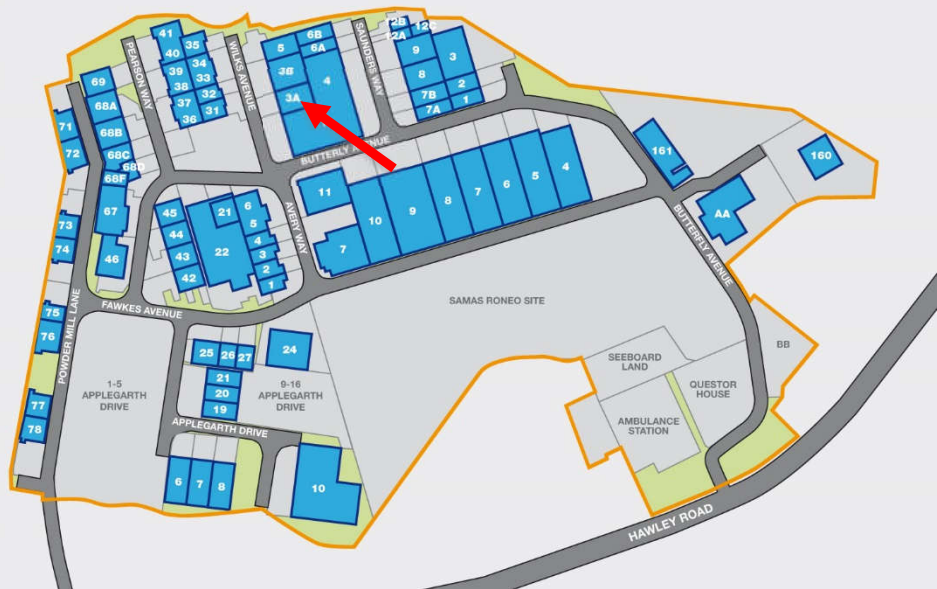 41
40
39
38
37
36
35
34
33
32
31
PEARSON WAY
WILKS AVENUE
5
3B
3A
6B
6A
4
SAUNDERS WAY
12B
12A
12C
9
8
7B
7A
3
2
1
BUTTERLY AVENUE
69
68A
68B
68C
68D
68F
67
46
71
72
73
74
75
76
77
78
POWDER MILL LANE
45
44
43
42
21
22
6
5
4
3
2
1
AVERY WAY
11
7
10
9
8
7
6
5
4
161
160
AA
BUTTERFLY AVENUE
FAWKES AVENUE
SAMAS RONEO SITE
25
26
27
24
21
20
19
1-5
APPLEGARTH
DRIVE
9-16
APPLEGARTH
DRIVE
APPLEGARTH DRIVE
6
7
8
10
SEEBOARD
LAND
QUESTOR
HOUSE
AMBULANCE
STATION
BB
HAWLEY ROAD